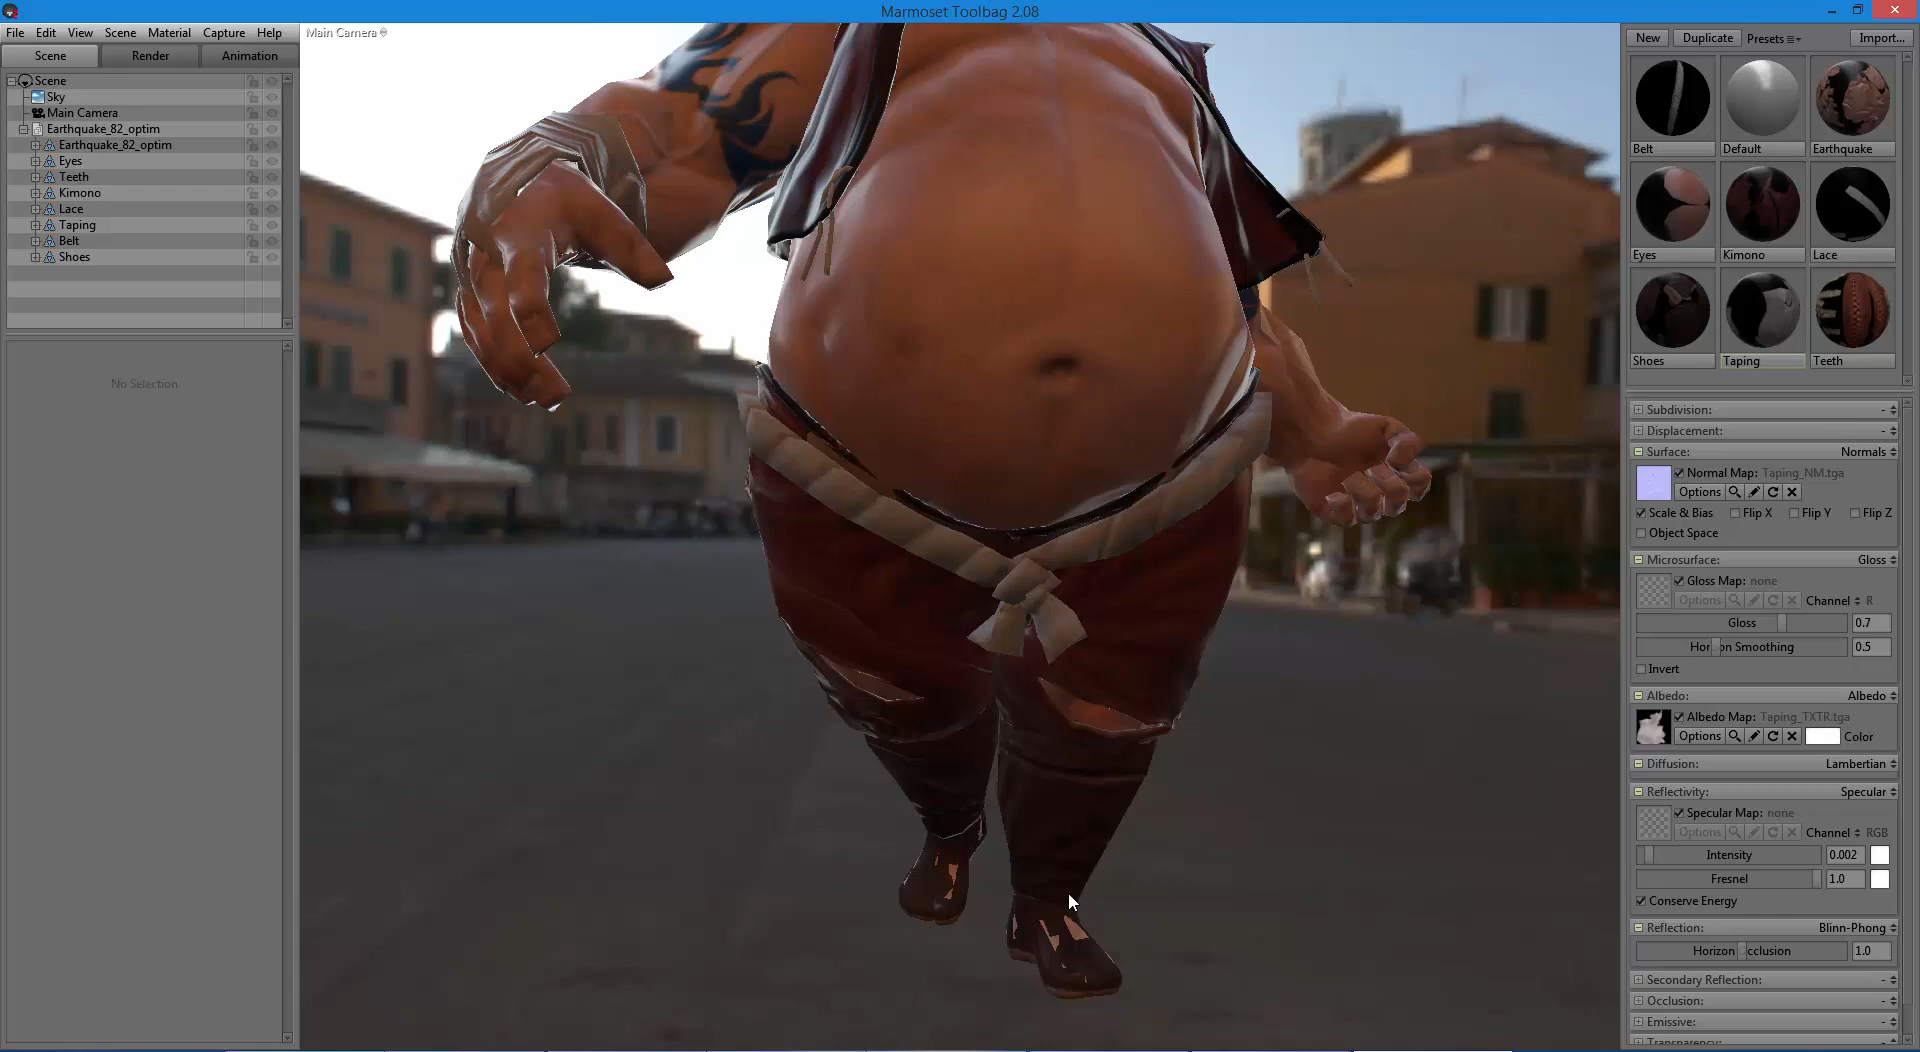 Marmoset Toolbag 2.08
File Edit View Scene Material Capture Help
Scene Render Animation
Scene
Sky
Main Camera
Earthquake_82_optim
Earthquake_82_optim
Eyes
Teeth
Kimono
Lace
Taping
Belt
Shoes
No Selection
Main Camera
New Duplicate Presets Import...
Belt Default Earthquake
Eyes Kimono Lace
Shoes Taping Teeth
Subdivision: -
Displacement: -
Surface: Normals
Normal Map: Taping_NM.tga
Options
Scale & Bias Flip X Flip Y Flip Z
Object Space
Microsurface: Gloss
Gloss Map: none
Options Channel R
Gloss 0.7
Smoothing 0.5
Invert
Albedo: Albedo
Albedo Map: Taping_TXTR.tga
Options Color
Diffusion: Lambertian
Reflectivity: Specular
Specular Map: none
Options Channel RGB
Intensity 0.002
Fresnel 1.0
Conserve Energy
Reflection: Blinn-Phong
Horizon 1.0
Secondary Reflection: -
Occlusion: -
Emissive: -
Transparency: -